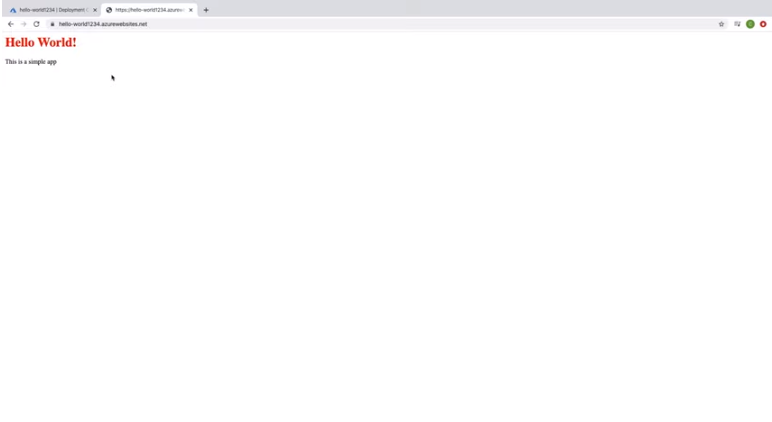 hello-world1234 | Deployment
https://hello-world1234.azurew
hello-world1234.azurewebsites.net
Hello World!
This is a simple app